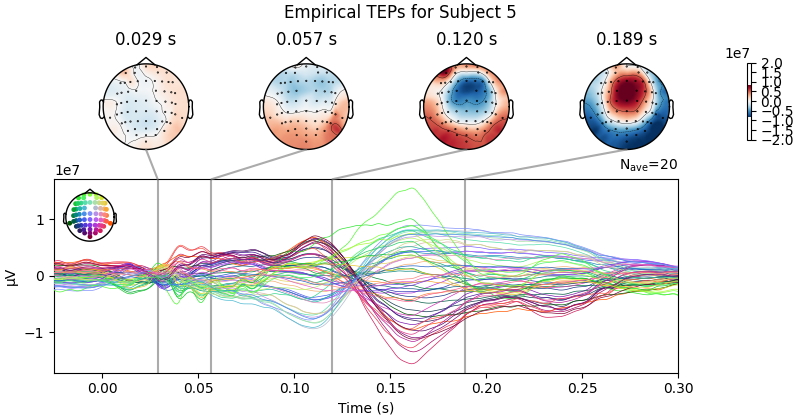 Empirical TEPs for Subject 5
0.029 s 0.057 s 0.120 s 0.189 s
1e7
2.0
1.5
1.0
0.5
0.0
−0.5
−1.0
−1.5
−2.0
Nave=20
1e7
1
0
−1
µV
0.00 0.05 0.10 0.15 0.20 0.25 0.30
Time (s)